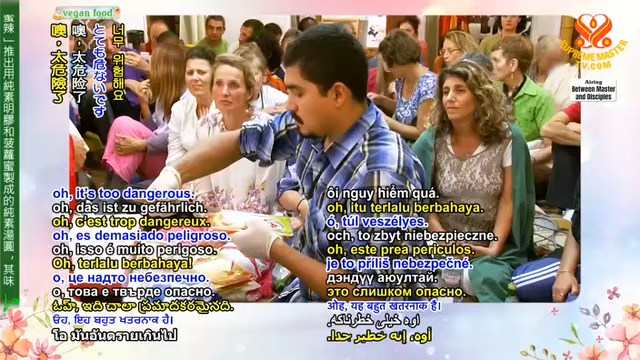 vegan food
蜜辣」推出用純素明膠和菠蘿蜜製成的純素湯圓，其味
噢，太危險了
噢，太危险了
とても危ないです
너무 위험해요
SUPREME MASTER
TV.COM
Airing
Between Master
and Disciples
oh, it's too dangerous.
oh, das ist zu gefährlich.
oh, c'est trop dangereux.
oh, es demasiado peligroso.
oh, isso é muito perigoso.
Oh, terlalu berbahaya!
о, це надто небезпечно.
о, това е твърде опасно.
ఓహ్, ఇది చాలా ప్రమాదకరమైనది.
ਓਹ, ਇਹ ਬਹੁਤ ਖਤਰਨਾਕ ਹੈ।
โอ มันอันตรายเกินไป
ôi nguy hiểm quá.
oh, itu terlalu berbahaya.
ó, túl veszélyes.
och, to zbyt niebezpieczne.
oh, este prea periculos.
je to příliš nebezpečné.
дэндүү аюултай.
это слишком опасно.
ओह, यह बहुत खतरनाक है।
اوه خیلی خطرناکه.
أوه، إنه خطير جدا.